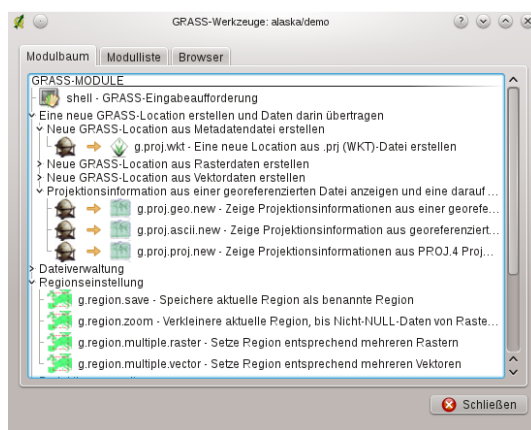 GRASS-Werkzeuge: alaska/demo
Modulbaum Modulliste Browser
GRASS-MODULE
shell - GRASS-Eingabeaufforderung
Eine neue GRASS-Location erstellen und Daten darin übertragen
Neue GRASS-Location aus Metadatendatei erstellen
g.proj.wkt - Eine neue Location aus .prj (WKT)-Datei erstellen
Neue GRASS-Location aus Rasterdaten erstellen
Neue GRASS-Location aus Vektordaten erstellen
Projektionsinformation aus einer georeferenzierten Datei anzeigen und eine darauf ...
g.proj.geo.new - Zeige Projektionsinformationen aus einer georefe...
g.proj.ascii.new - Zeige Projektionsinformation aus georeferenziert...
g.proj.proj.new - Zeige Projektionsinformationen aus PROJ.4 Proj...
Dateiverwaltung
Regionseinstellung
g.region.save - Speichere aktuelle Region als benannte Region
g.region.zoom - Verkleinere aktuelle Region, bis Nicht-NULL-Daten von Raste...
g.region.multiple.raster - Setze Region entsprechend mehreren Rastern
g.region.multiple.vector - Setze Region entsprechend mehreren Vektoren
Schließen